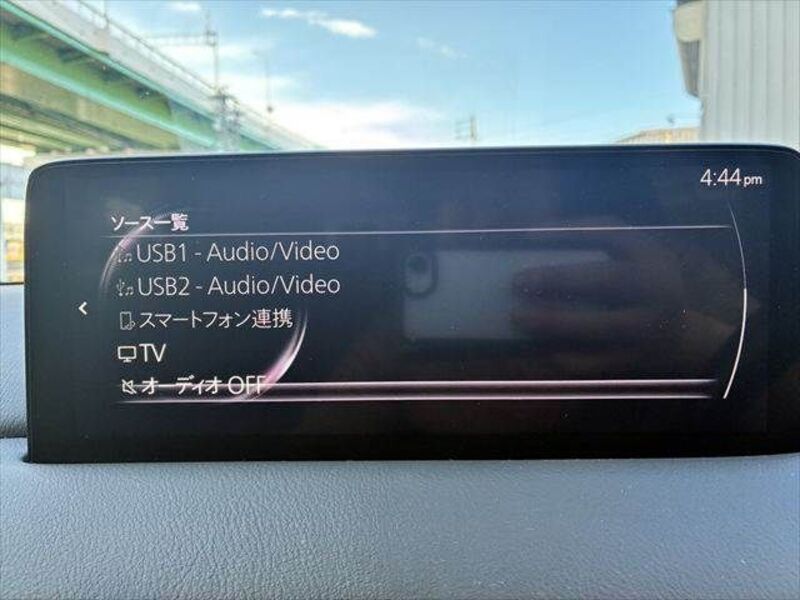 4:44pm
ソース一覧
USB1 - Audio/Video
USB2 - Audio/Video
スマートフォン連携
TV
オーディオ OFF